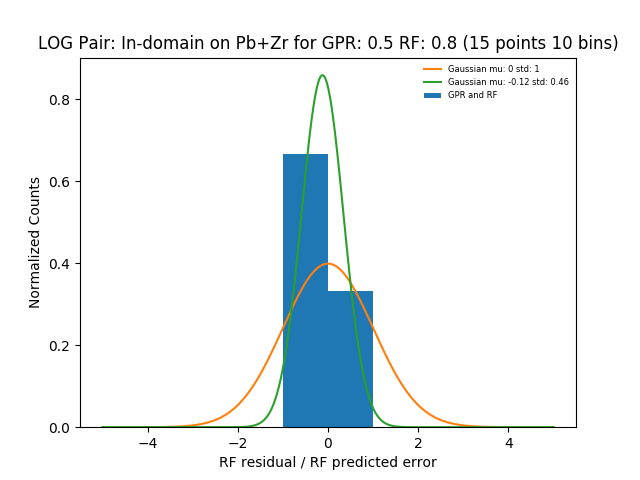 LOG Pair: In-domain on Pb+Zr for GPR: 0.5 RF: 0.8 (15 points 10 bins)
Gaussian mu: 0 std: 1
Gaussian mu: -0.12 std: 0.46
GPR and RF
Normalized Counts
0.8
0.6
0.4
0.2
0.0
−4 −2 0 2 4
RF residual / RF predicted error